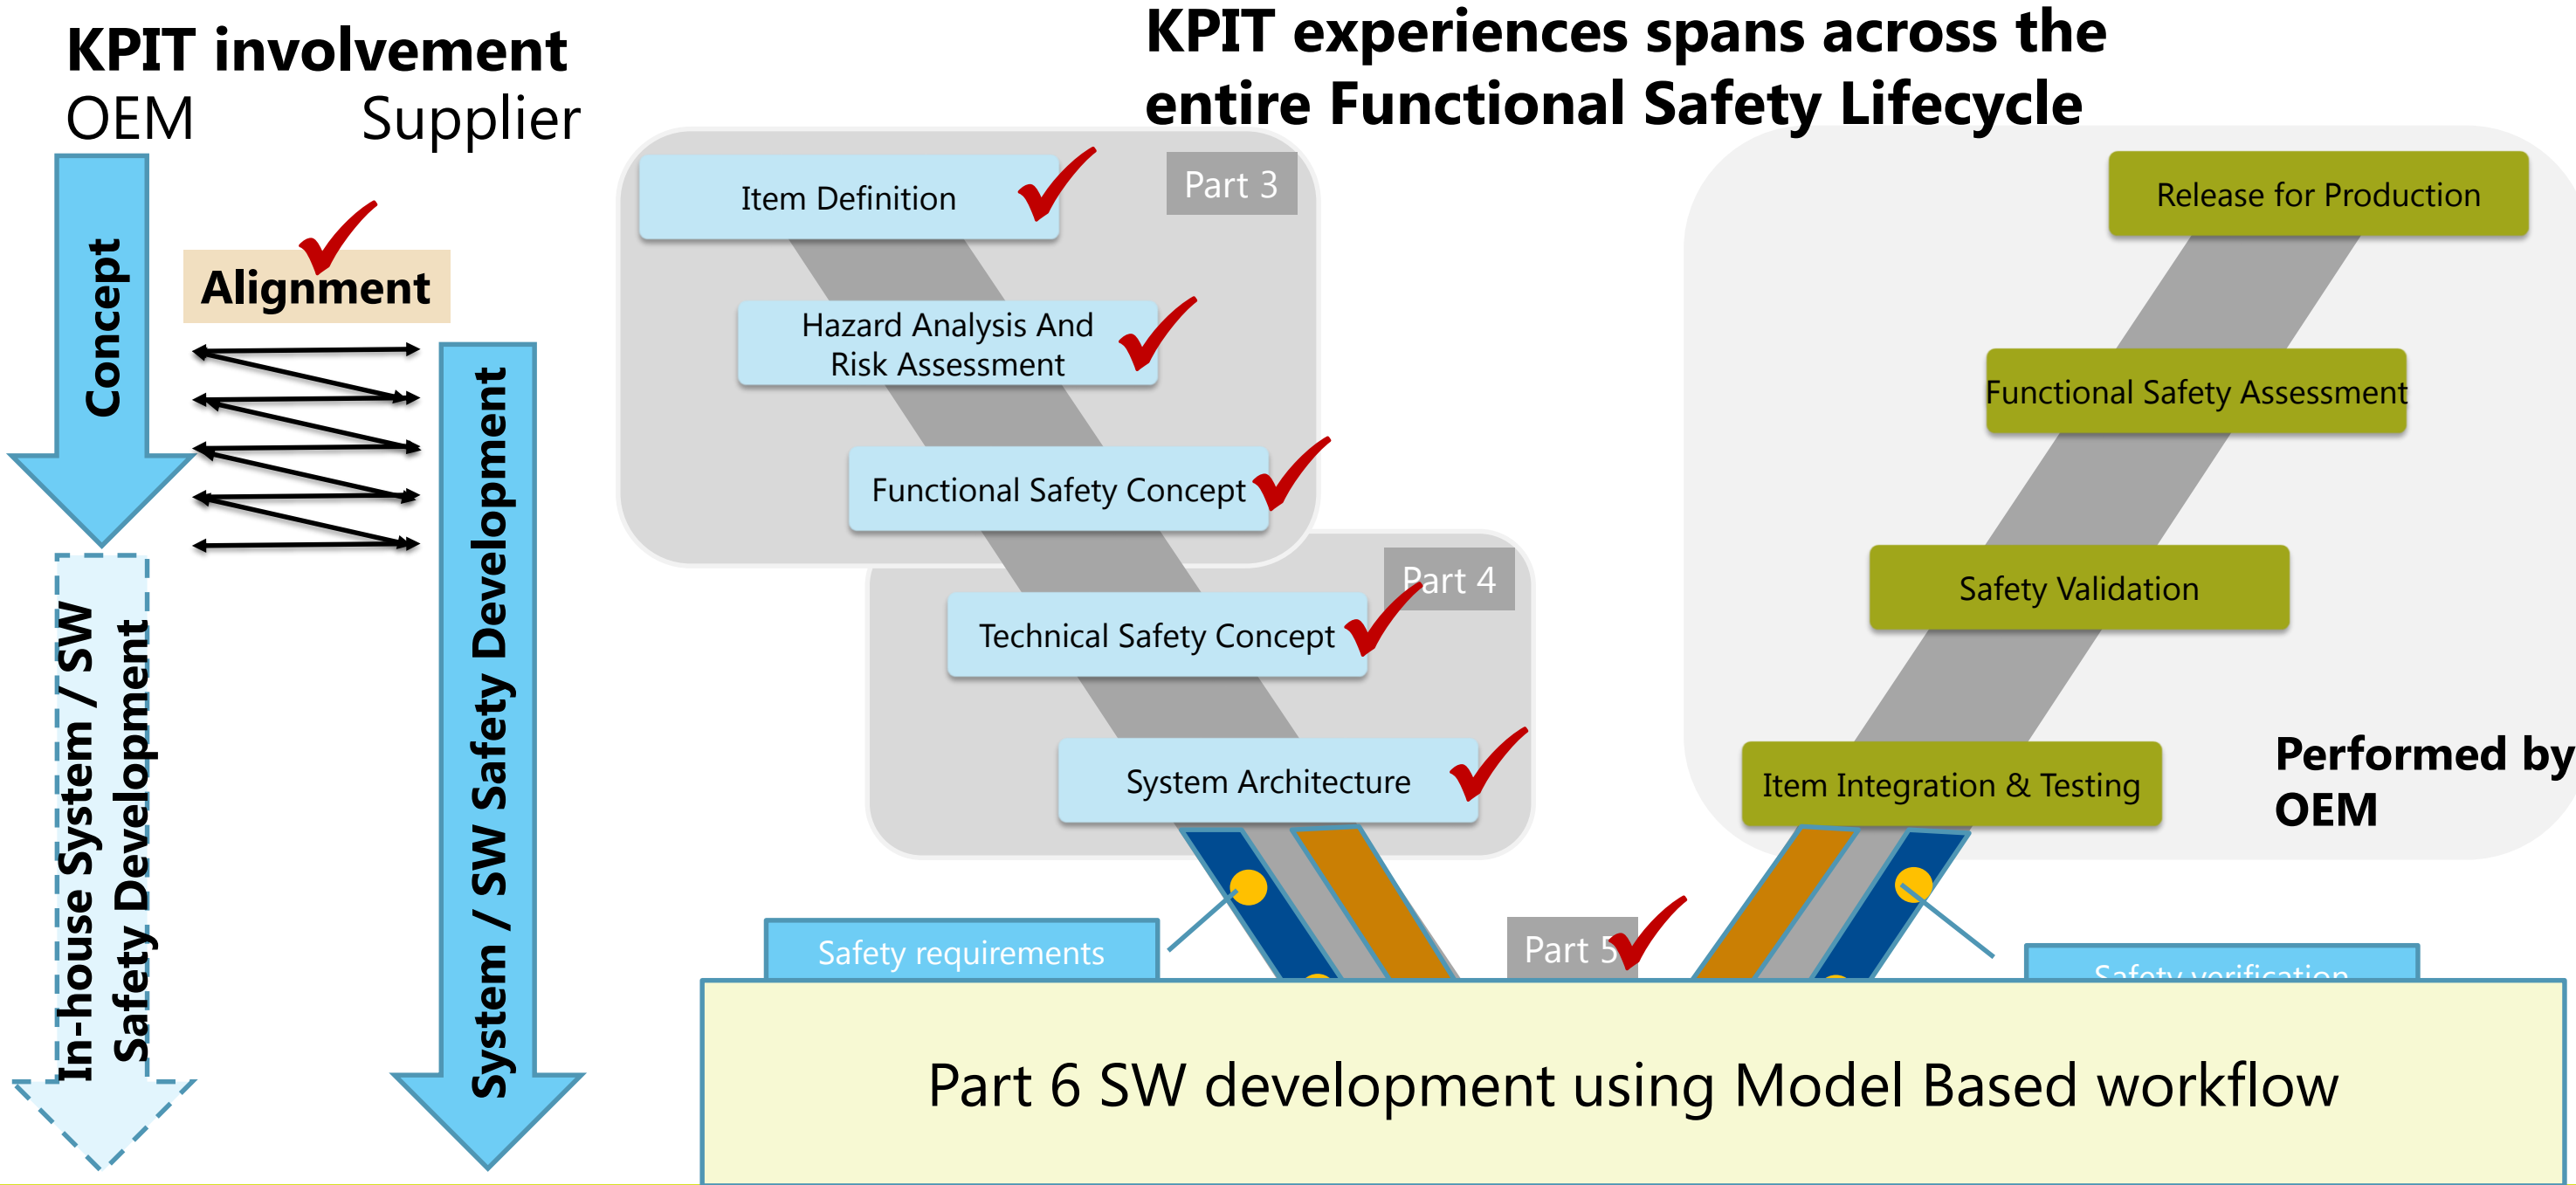 KPIT involvement
OEM
Supplier
Concept
Alignment
In-house System / SW
Safety Development
System / SW Safety Development
KPIT experiences spans across the
entire Functional Safety Lifecycle
Part 3
Item Definition
Hazard Analysis And
Risk Assessment
Functional Safety Concept
Part 4
Technical Safety Concept
System Architecture
Release for Production
Functional Safety Assessment
Safety Validation
Item Integration & Testing
Performed by
OEM
Safety requirements
Part 5
Safety verification
Part 6 SW development using Model Based workflow